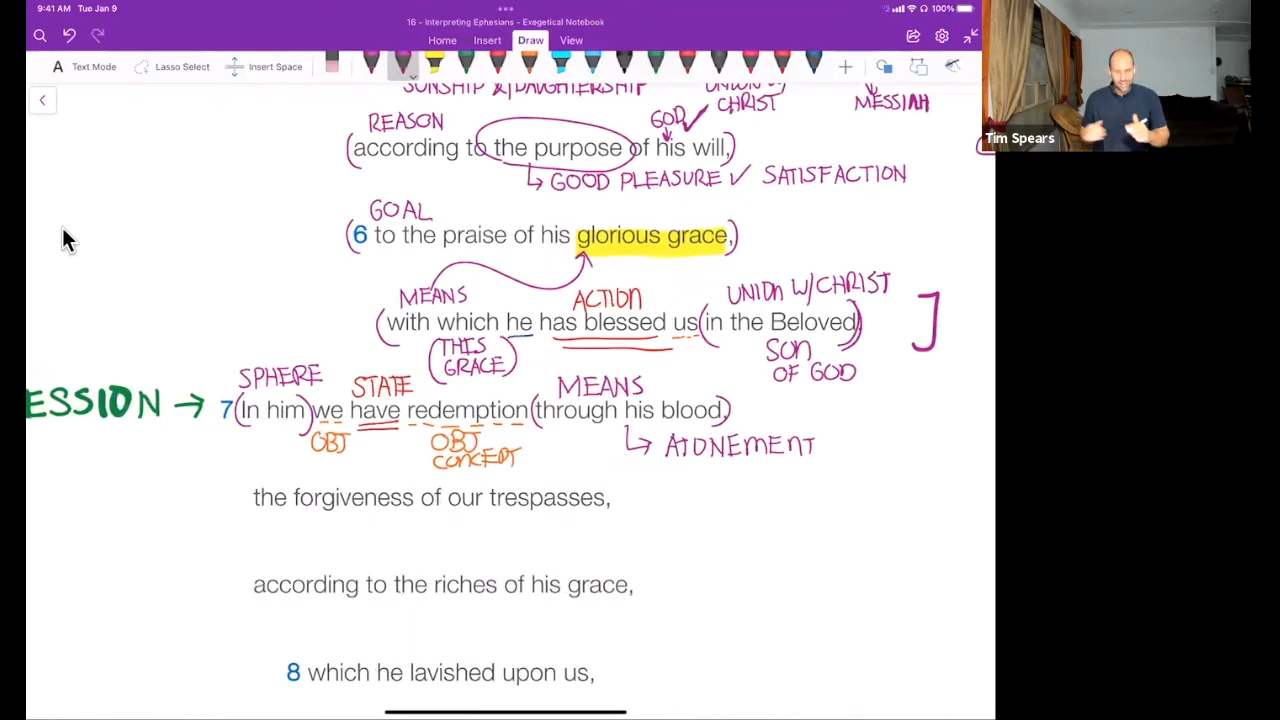 9:41 AM Tue Jan 9
100%
16 - Interpreting Ephesians - Exegetical Notebook
Home Insert Draw View
A Text Mode Lasso Select Insert Space
SONSHIP &/DAUGHTERSHIP UNION W/ CHRIST MESSIAH
Tim Spears
REASON GOD ✓
(according to the purpose of his will,)
↳ GOOD PLEASURE ✓ SATISFACTION
GOAL
(6 to the praise of his glorious grace,)
MEANS ACTION UNION W/CHRIST
(with which he has blessed us (in the Beloved)) ]
(THIS GRACE) SON OF GOD
SPHERE STATE MEANS
ESSION → 7 (In him) we have redemption (through his blood,)
OBJ OBJ CONCEPT ↳ ATONEMENT
the forgiveness of our trespasses,
according to the riches of his grace,
8 which he lavished upon us,